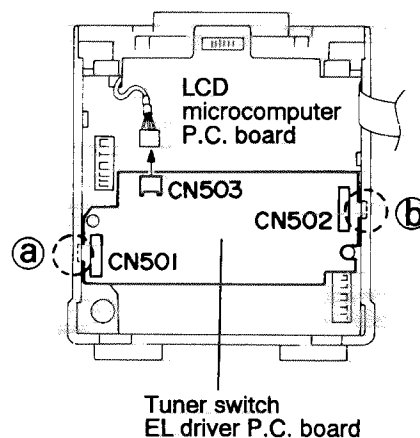 LCD
microcomputer
P.C. board
CN503
CN502
b
a
CN501
Tuner switch
EL driver P.C. board